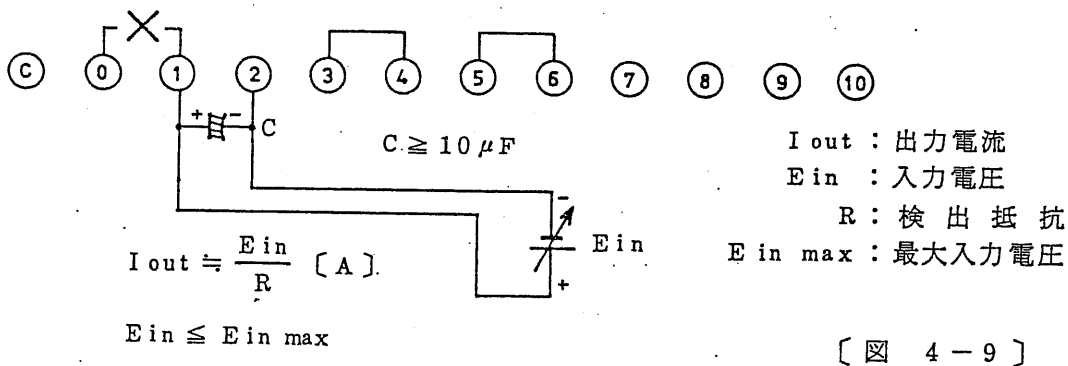 C 0 1 2 3 4 5 6 7 8 9 10
+ - C
C ≧ 10 μF
I out : 出力電流
E in : 入力電圧
R : 検出抵抗
E in max : 最大入力電圧
- 
E in
+
I out ≒ E in / R 〔A〕
E in ≦ E in max
〔図 4-9〕